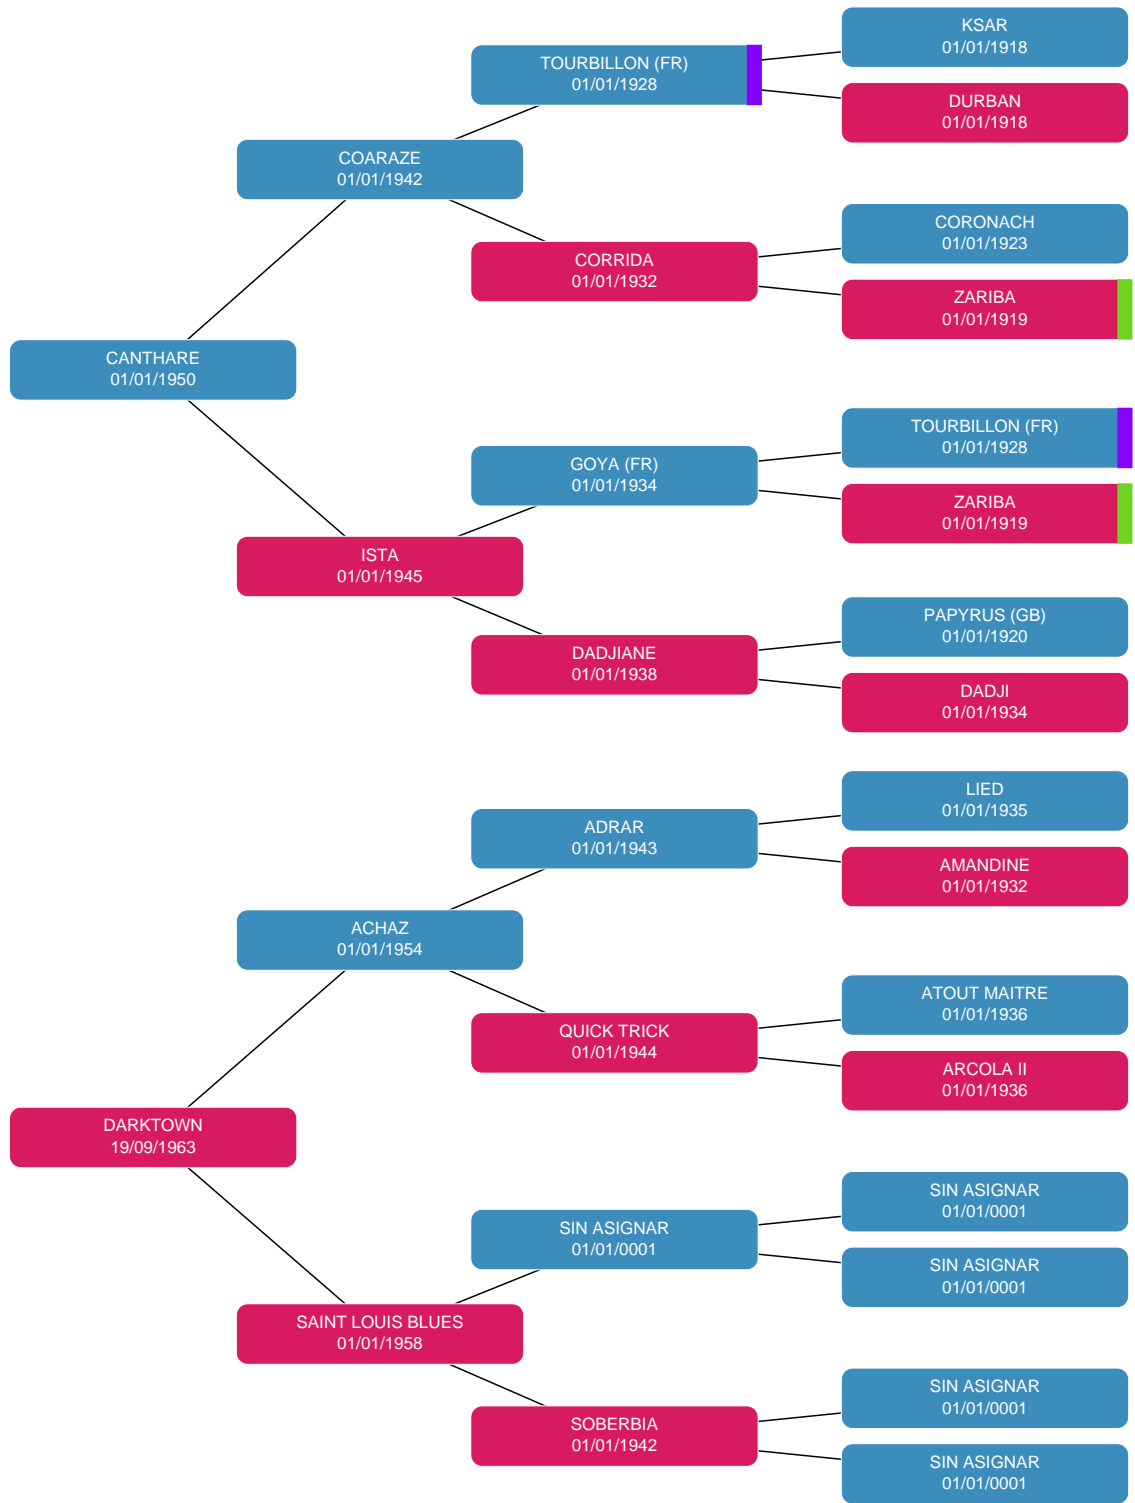 KSAR
01/01/1918
TOURBILLON (FR)
01/01/1928
DURBAN
01/01/1918
COARAZE
01/01/1942
CORONACH
01/01/1923
CORRIDA
01/01/1932
ZARIBA
01/01/1919
CANTHARE
01/01/1950
TOURBILLON (FR)
01/01/1928
GOYA (FR)
01/01/1934
ZARIBA
01/01/1919
ISTA
01/01/1945
PAPYRUS (GB)
01/01/1920
DADJIANE
01/01/1938
DADJI
01/01/1934
LIED
01/01/1935
ADRAR
01/01/1943
AMANDINE
01/01/1932
ACHAZ
01/01/1954
ATOUT MAITRE
01/01/1936
QUICK TRICK
01/01/1944
ARCOLA II
01/01/1936
DARKTOWN
19/09/1963
SIN ASIGNAR
01/01/0001
SIN ASIGNAR
01/01/0001
SIN ASIGNAR
01/01/0001
SAINT LOUIS BLUES
01/01/1958
SIN ASIGNAR
01/01/0001
SOBERBIA
01/01/1942
SIN ASIGNAR
01/01/0001